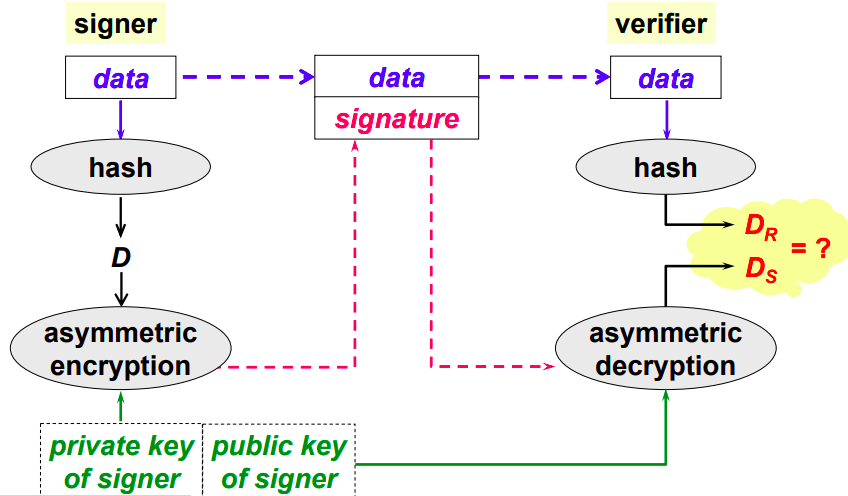 signer
verifier
data
data
data
signature
hash
hash
D
D_R
D_S
= ?
asymmetric
encryption
asymmetric
decryption
private key
of signer
public key
of signer